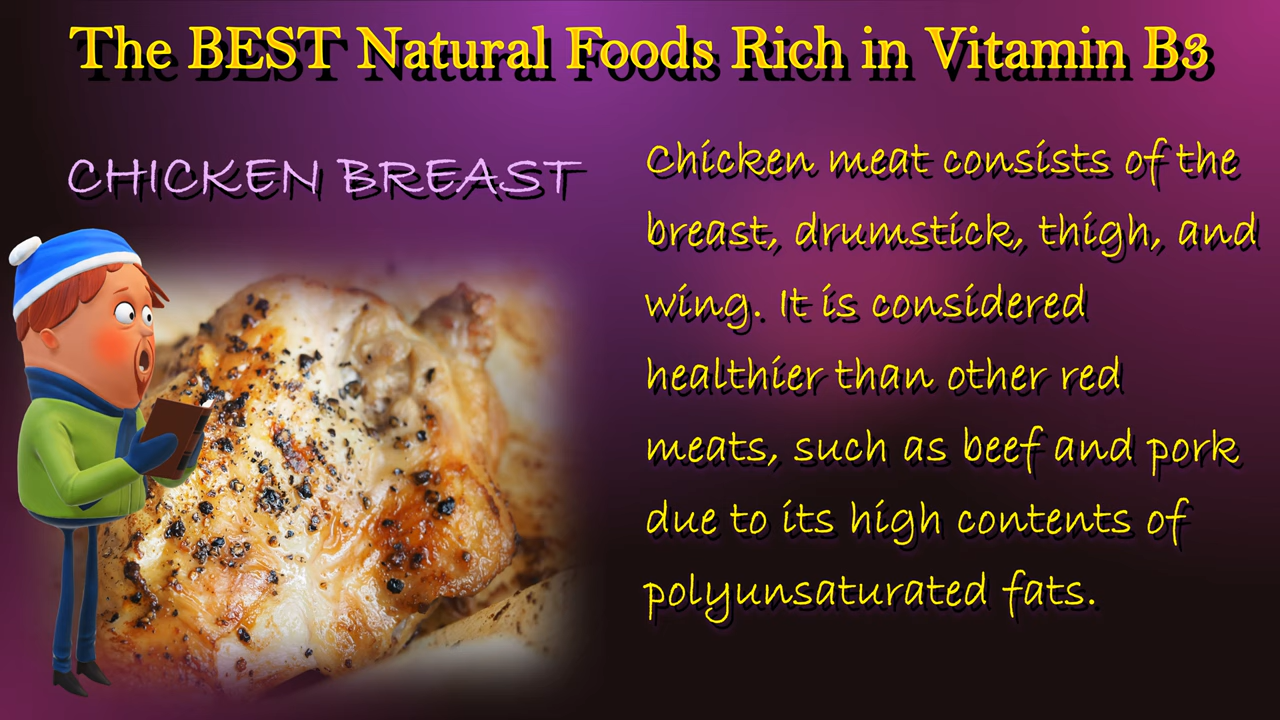 The BEST Natural Foods Rich in Vitamin B3
CHICKEN BREAST
Chicken meat consists of the
breast, drumstick, thigh, and
wing. It is considered
healthier than other red
meats, such as beef and pork
due to its high contents of
polyunsaturated fats.